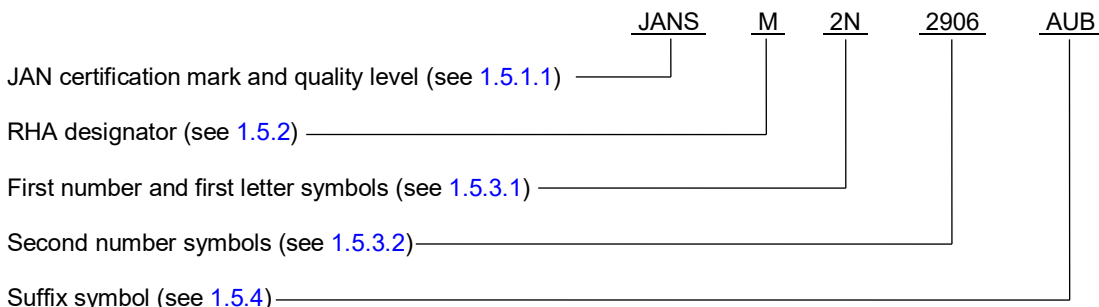 JANS M 2N 2906 AUB
JAN certification mark and quality level (see 1.5.1.1)
RHA designator (see 1.5.2)
First number and first letter symbols (see 1.5.3.1)
Second number symbols (see 1.5.3.2)
Suffix symbol (see 1.5.4)